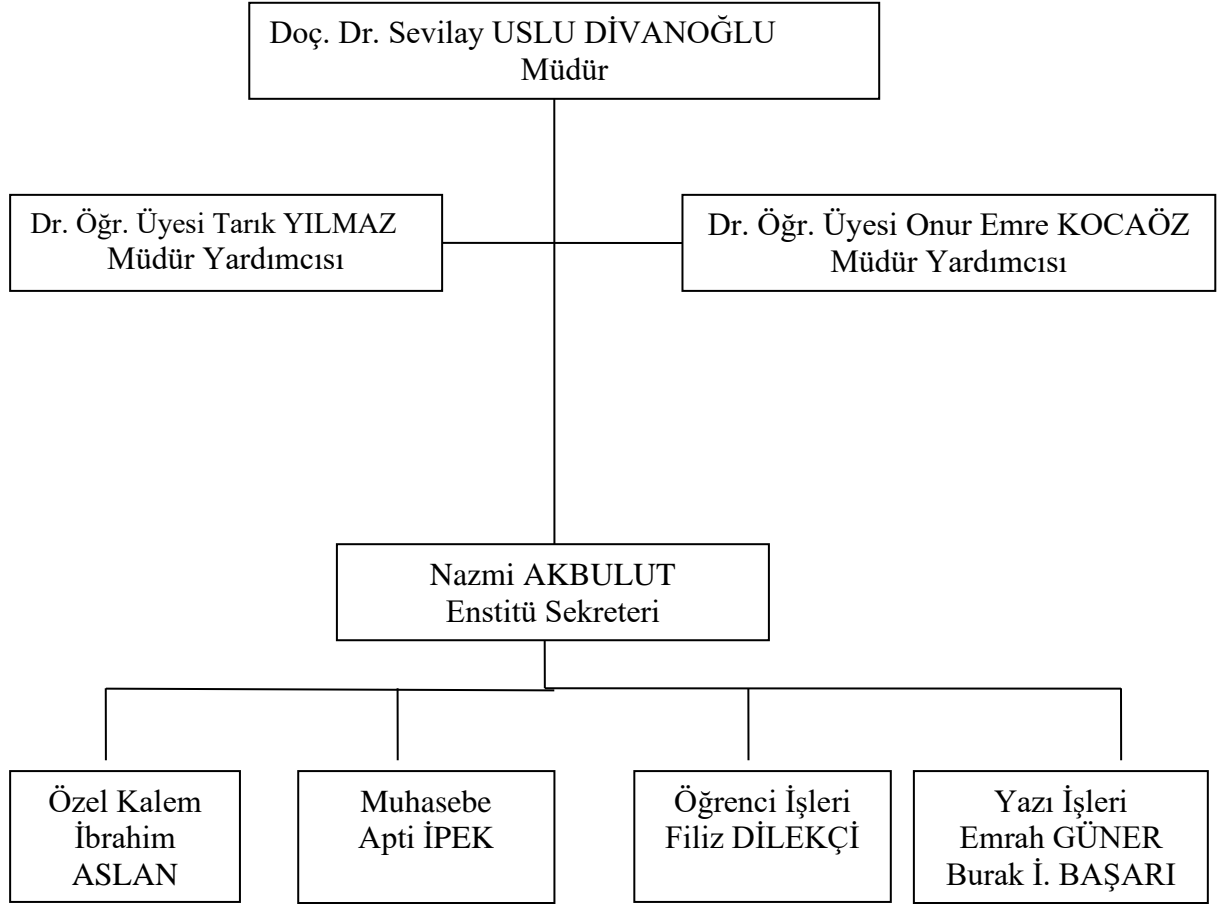 Doç. Dr. Sevilay USLU DİVANOĞLU
Müdür
Dr. Öğr. Üyesi Tarık YILMAZ
Müdür Yardımcısı
Dr. Öğr. Üyesi Onur Emre KOCAÖZ
Müdür Yardımcısı
Nazmi AKBULUT
Enstitü Sekreteri
Özel Kalem
İbrahim
ASLAN
Muhasebe
Apti İPEK
Öğrenci İşleri
Filiz DİLEKÇİ
Yazı İşleri
Emrah GÜNER
Burak İ. BAŞARI